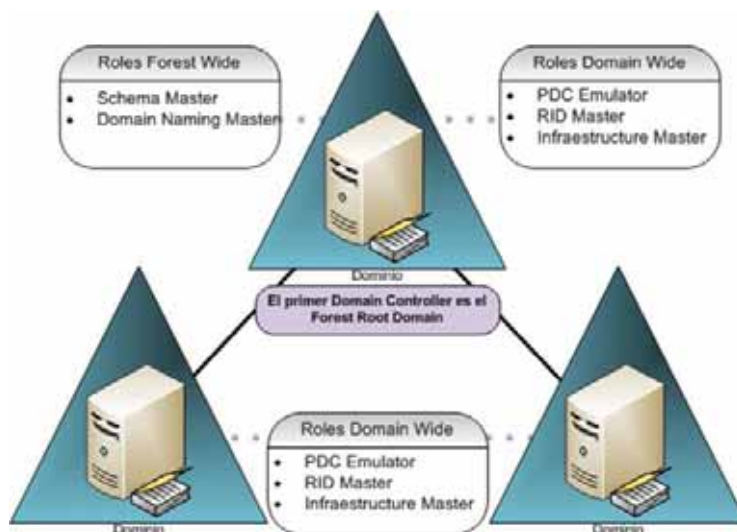 Roles Forest Wide
• Schema Master
• Domain Naming Master
Roles Domain Wide
• PDC Emulator
• RID Master
• Infraestructure Master
Dominio
El primer Domain Controller es el
Forest Root Domain
Roles Domain Wide
• PDC Emulator
• RID Master
• Infraestructure Master
Dominio
Dominio